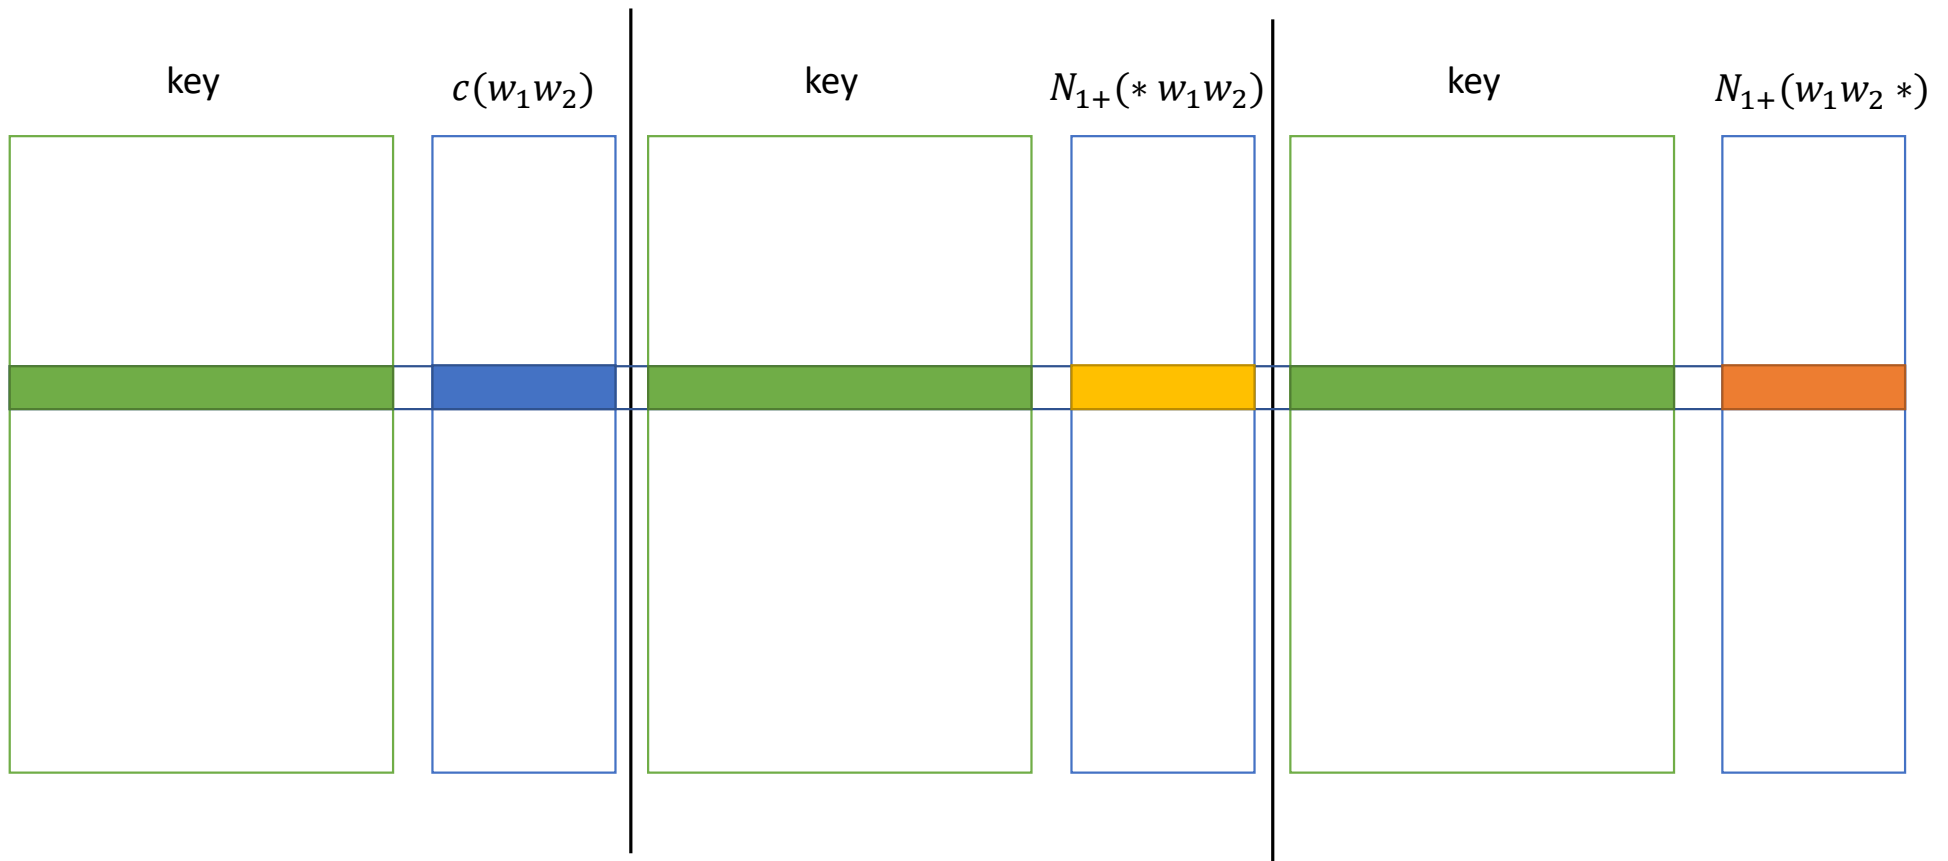 key
c(w₁w₂)
key
N₁₊(* w₁w₂)
key
N₁₊(w₁w₂ *)